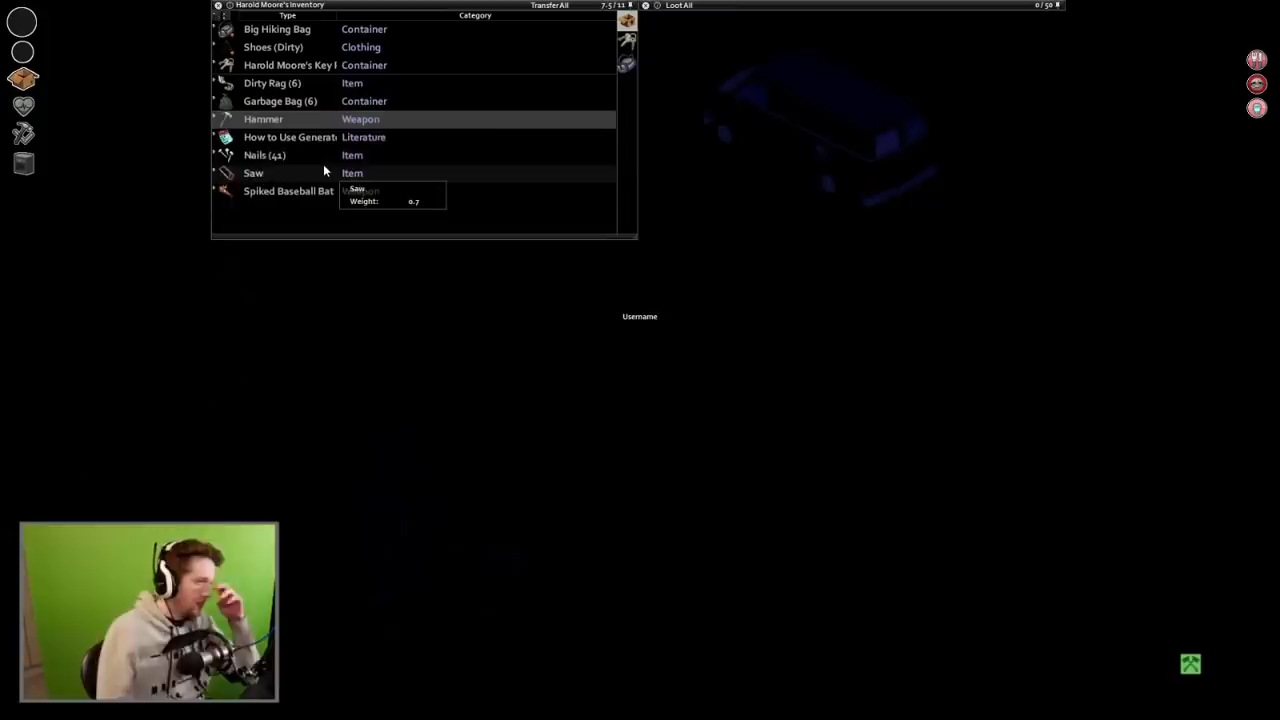 Harold Moore's Inventory Transfer All 7.5 / 11
Loot All 0 / 50
Type Category
Big Hiking Bag Container
Shoes (Dirty) Clothing
Harold Moore's Key Container
Dirty Rag (6) Item
Garbage Bag (6) Container
Hammer Weapon
How to Use Generat Literature
Nails (41) Item
Saw Item
Spiked Baseball Bat Weapon
Saw
Weight: 0.7
Username